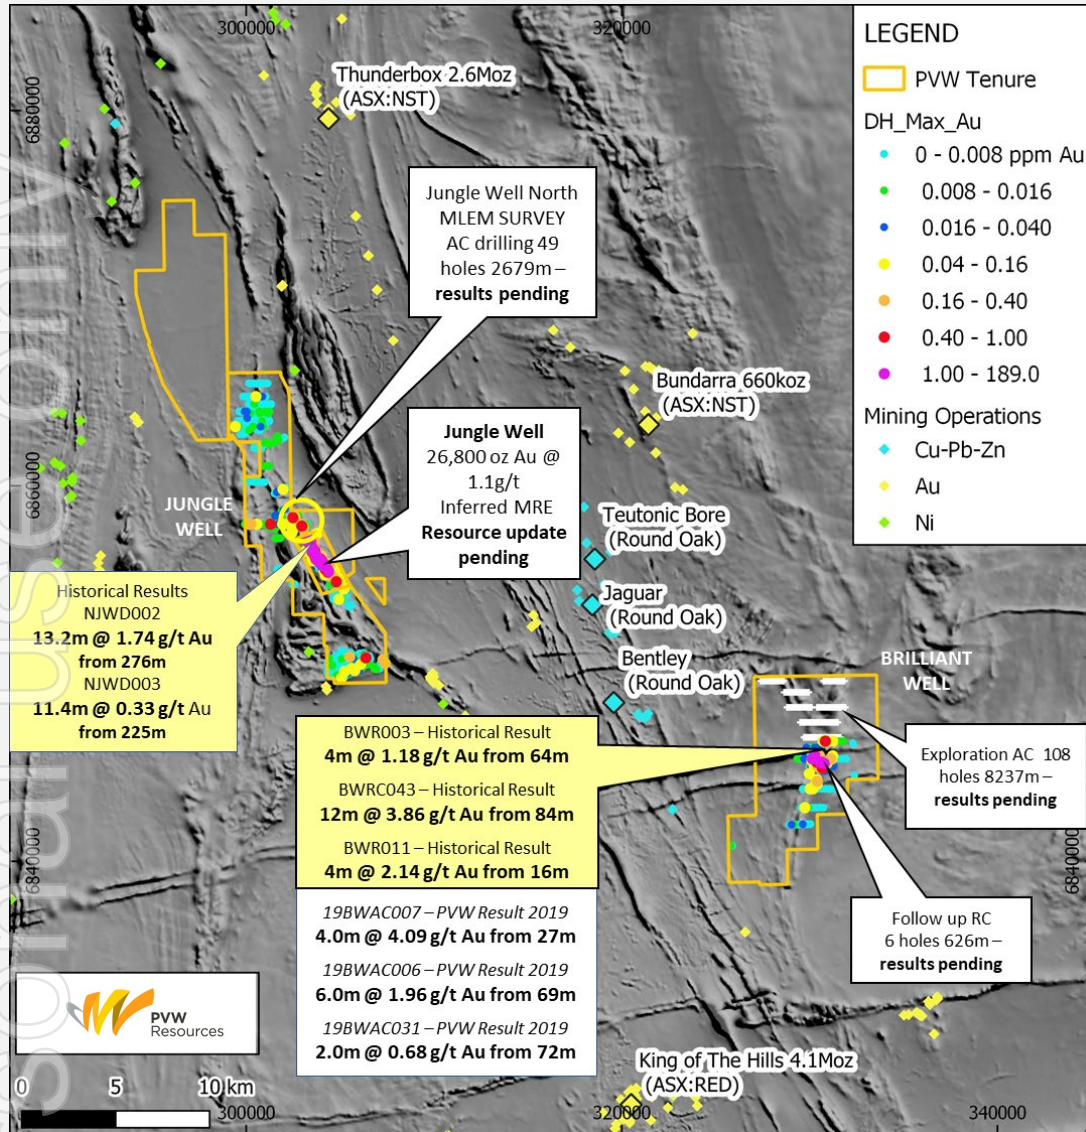 300000
320000
6880000
6860000
6840000
6840000
300000
320000
340000
Thunderbox 2.6Moz
(ASX:NST)
Jungle Well North
MLEM SURVEY
AC drilling 49
holes 2679m –
results pending
Bundarra 660koz
(ASX:NST)
Jungle Well
26,800 oz Au @
1.1g/t
Inferred MRE
Resource update
pending
JUNGLE
WELL
Teutonic Bore
(Round Oak)
Jaguar
(Round Oak)
Bentley
(Round Oak)
BRILLIANT
WELL
Historical Results
NJWD002
13.2m @ 1.74 g/t Au
from 276m
NJWD003
11.4m @ 0.33 g/t Au
from 225m
BWR003 – Historical Result
4m @ 1.18 g/t Au from 64m
BWRC043 – Historical Result
12m @ 3.86 g/t Au from 84m
BWR011 – Historical Result
4m @ 2.14 g/t Au from 16m
19BWAC007 – PVW Result 2019
4.0m @ 4.09 g/t Au from 27m
19BWAC006 – PVW Result 2019
6.0m @ 1.96 g/t Au from 69m
19BWAC031 – PVW Result 2019
2.0m @ 0.68 g/t Au from 72m
Exploration AC 108
holes 8237m –
results pending
Follow up RC
6 holes 626m –
results pending
King of The Hills 4.1Moz
(ASX:RED)
PVW
Resources
0 5 10 km
LEGEND
PVW Tenure
DH_Max_Au
0 - 0.008 ppm Au
0.008 - 0.016
0.016 - 0.040
0.04 - 0.16
0.16 - 0.40
0.40 - 1.00
1.00 - 189.0
Mining Operations
Cu-Pb-Zn
Au
Ni
sonal use only